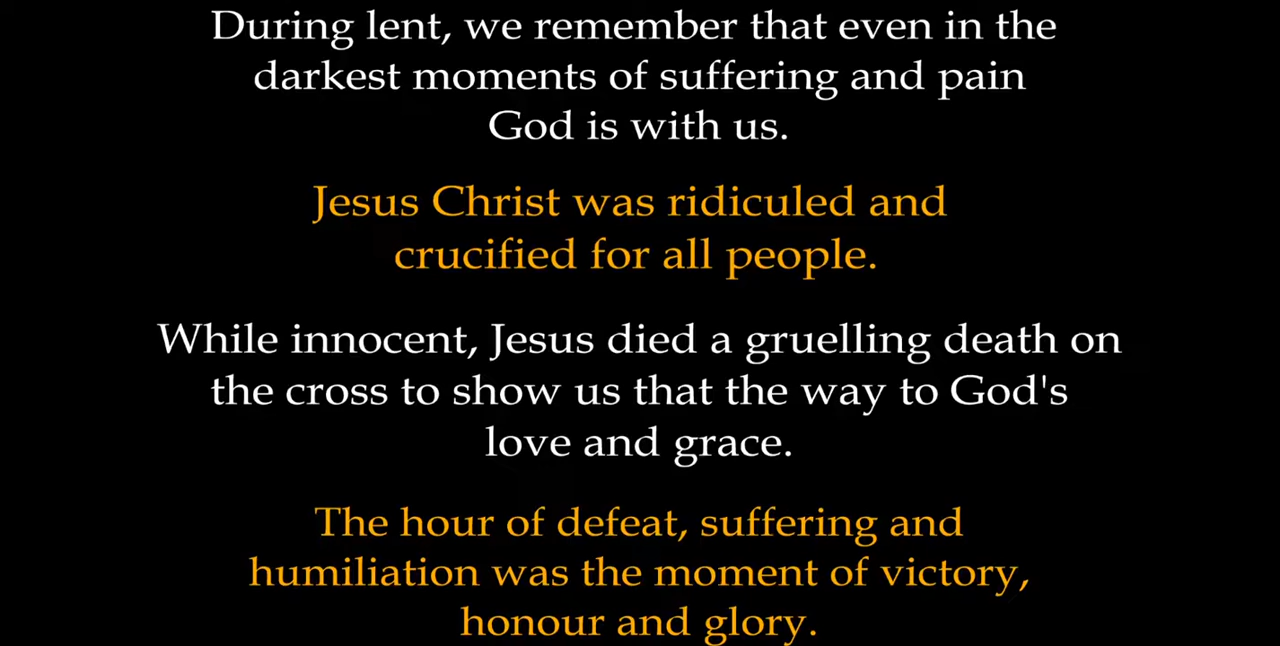 During lent, we remember that even in the
darkest moments of suffering and pain
God is with us.
Jesus Christ was ridiculed and
crucified for all people.
While innocent, Jesus died a gruelling death on
the cross to show us that the way to God's
love and grace.
The hour of defeat, suffering and
humiliation was the moment of victory,
honour and glory.